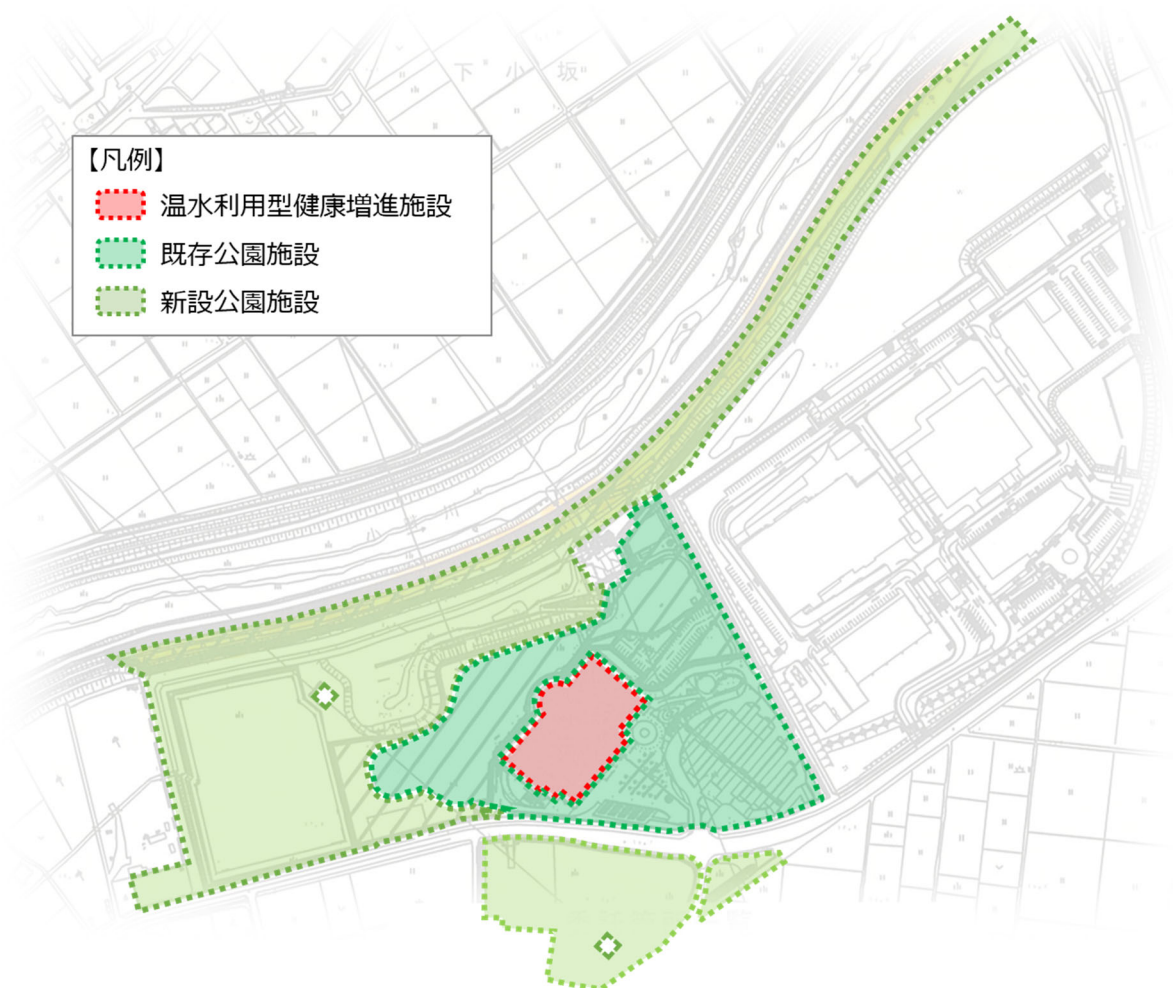 下小坂
【凡例】
温水利用型健康増進施設
既存公園施設
新設公園施設